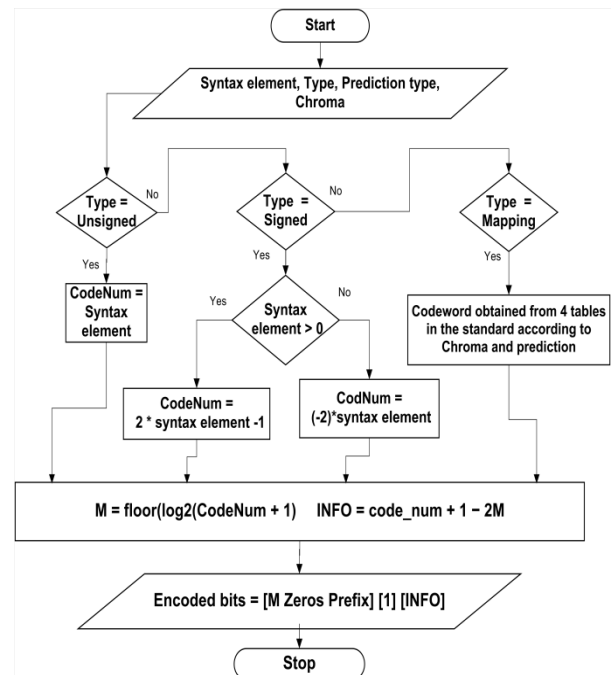 Start
Syntax element, Type, Prediction type,
Chroma
Type =
Unsigned
No
Type =
Signed
No
Type =
Mapping
Yes
Yes
Yes
CodeNum =
Syntax
element
Yes
Syntax
element > 0
No
Codeword obtained from 4 tables
in the standard according to
Chroma and prediction
CodeNum =
2 * syntax element -1
CodNum =
(-2)*syntax element
M = floor(log2(CodeNum + 1) INFO = code_num + 1 – 2M
Encoded bits = [M Zeros Prefix] [1] [INFO]
Stop